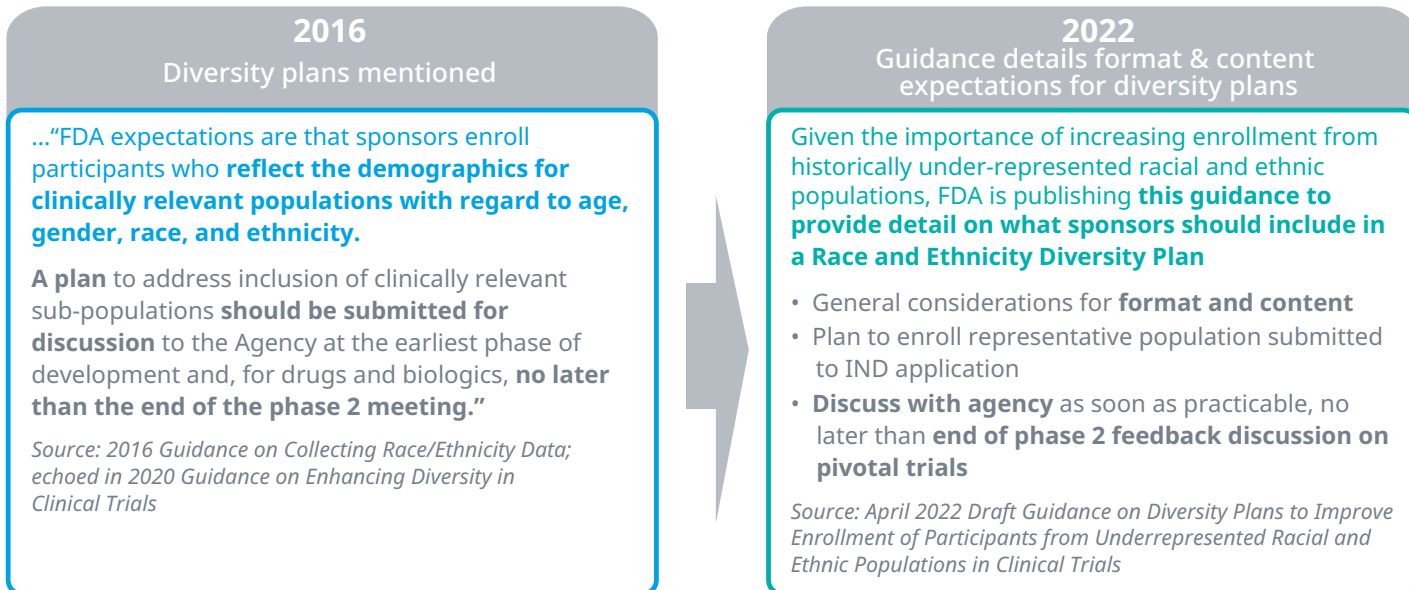 2016
Diversity plans mentioned
...“FDA expectations are that sponsors enroll
participants who reflect the demographics for
clinically relevant populations with regard to age,
gender, race, and ethnicity.
A plan to address inclusion of clinically relevant
sub-populations should be submitted for
discussion to the Agency at the earliest phase of
development and, for drugs and biologics, no later
than the end of the phase 2 meeting.”
Source: 2016 Guidance on Collecting Race/Ethnicity Data;
echoed in 2020 Guidance on Enhancing Diversity in
Clinical Trials
2022
Guidance details format & content
expectations for diversity plans
Given the importance of increasing enrollment from
historically under-represented racial and ethnic
populations, FDA is publishing this guidance to
provide detail on what sponsors should include in
a Race and Ethnicity Diversity Plan
• General considerations for format and content
• Plan to enroll representative population submitted
to IND application
• Discuss with agency as soon as practicable, no
later than end of phase 2 feedback discussion on
pivotal trials
Source: April 2022 Draft Guidance on Diversity Plans to Improve
Enrollment of Participants from Underrepresented Racial and
Ethnic Populations in Clinical Trials